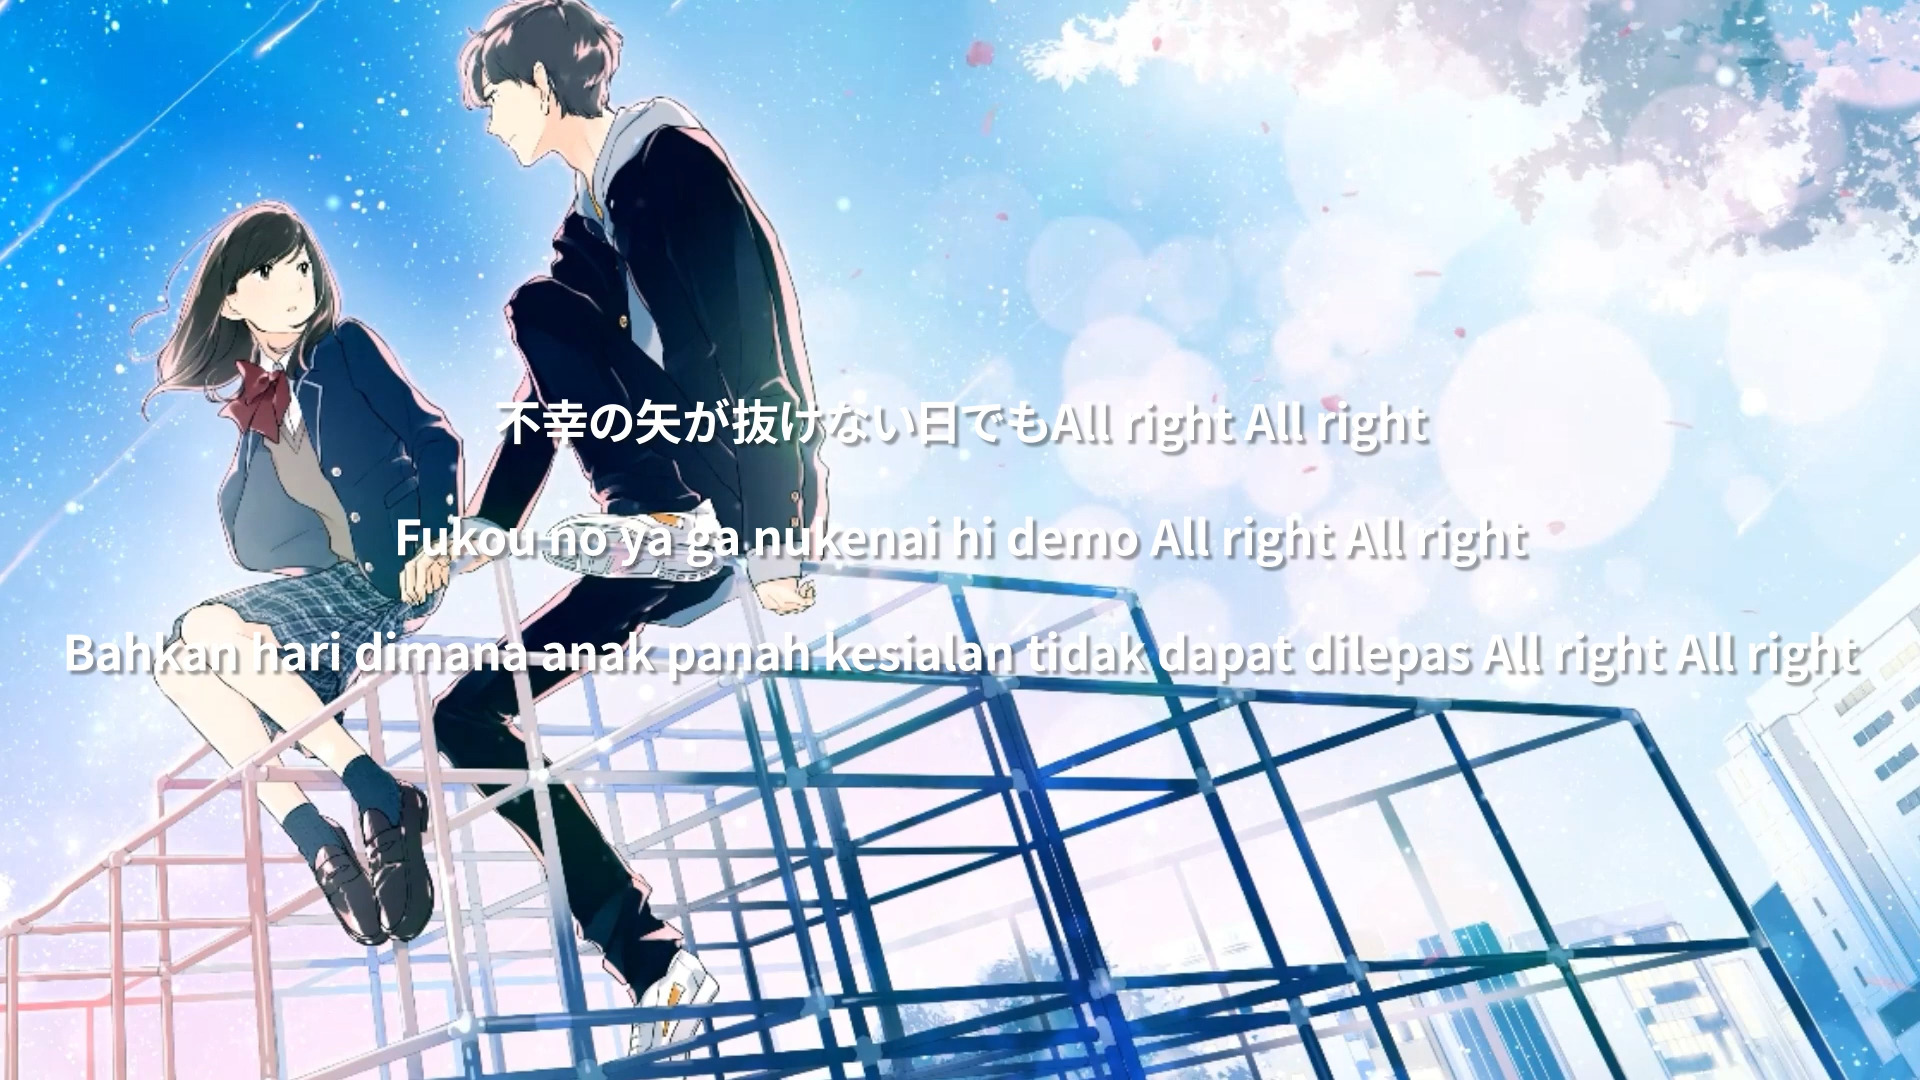 不幸の矢が抜けない日でもAll right All right
Fukou no ya ga nukenai hi demo All right All right
Bahkan hari dimana anak panah kesialan tidak dapat dilepas All right All right